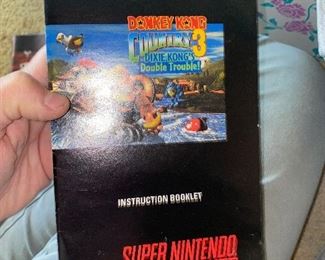 DONKEY KONG
COUNTRY 3
DIXIE KONG'S
Double Trouble!
INSTRUCTION BOOKLET
SUPER NINTENDO